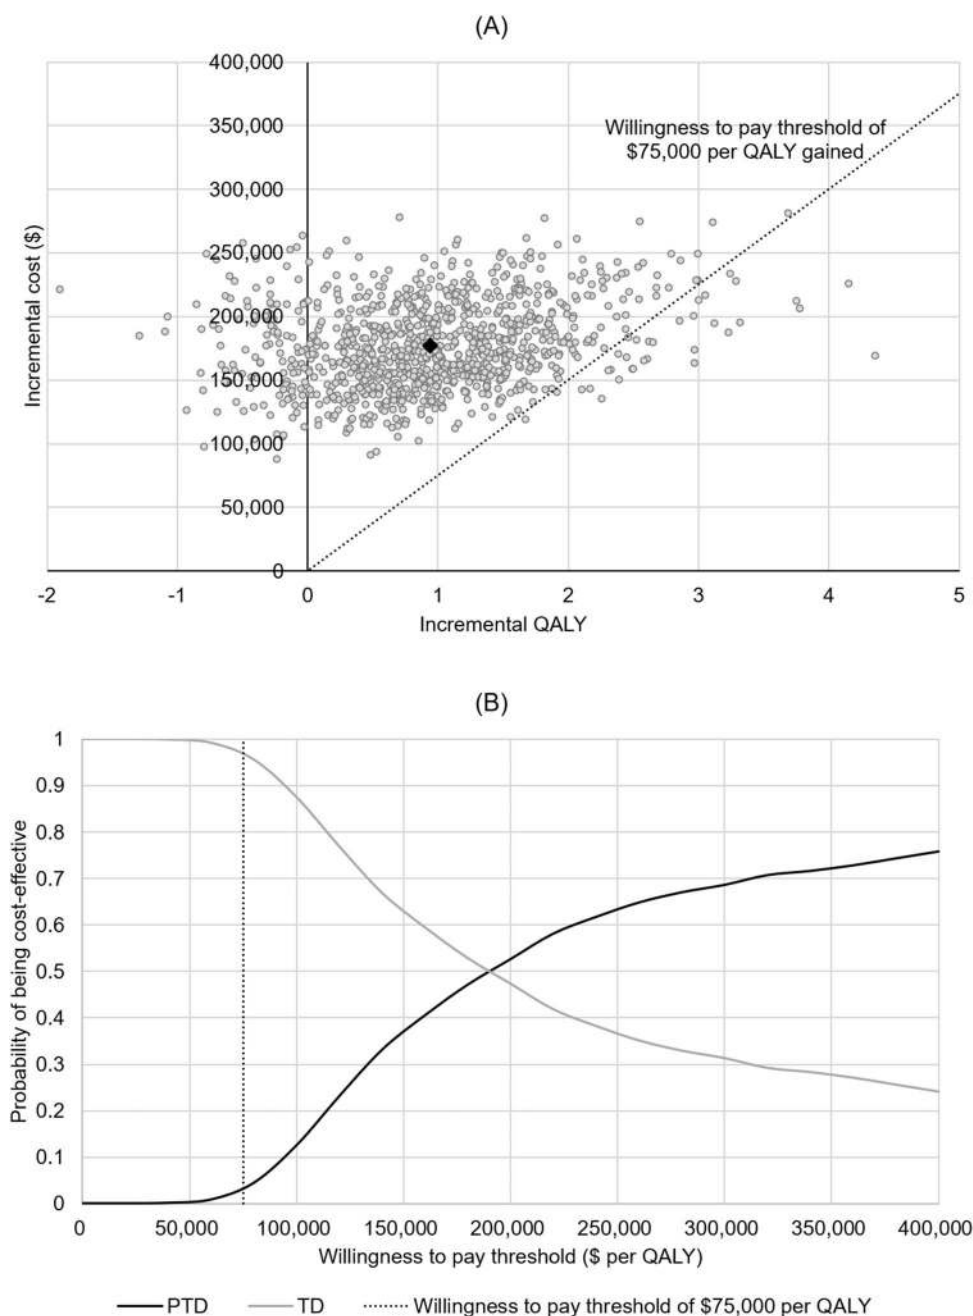 (A)
400,000
350,000
300,000
250,000
200,000
150,000
100,000
50,000
0
Willingness to pay threshold of
$75,000 per QALY gained
Incremental cost ($)
-2 -1 0 1 2 3 4 5
Incremental QALY
(B)
1
0.9
0.8
0.7
0.6
0.5
0.4
0.3
0.2
0.1
0
Probability of being cost-effective
0 50,000 100,000 150,000 200,000 250,000 300,000 350,000 400,000
Willingness to pay threshold ($ per QALY)
PTD TD Willingness to pay threshold of $75,000 per QALY